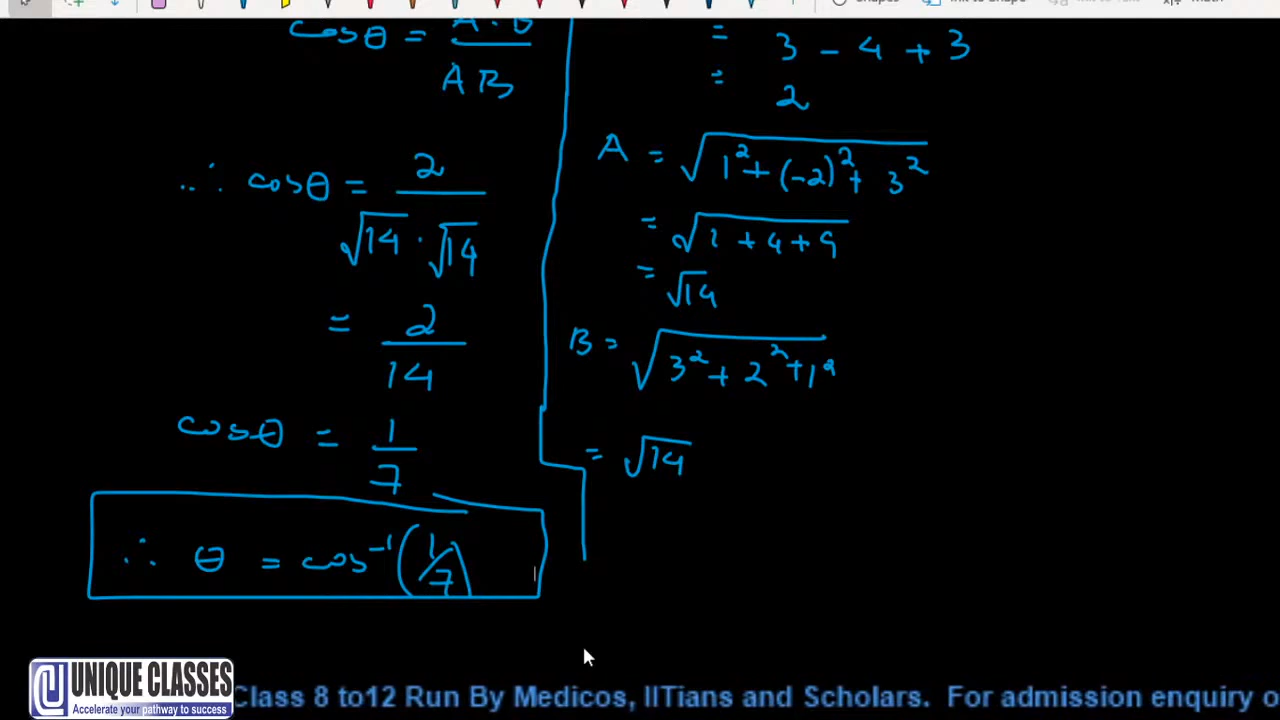 cosθ = A·B / AB
∴ cosθ = 2 / √14·√14
= 2 / 14
cosθ = 1 / 7
∴ θ = cos⁻¹(1/7)
= 3 - 4 + 3
= 2
A = √1² + (-2)² + 3²
= √1 + 4 + 9
= √14
B = √3² + 2² + 1²
= √14
UNIQUE CLASSES
Accelerate your pathway to success
Class 8 to12 Run By Medicos, IITians and Scholars. For admission enquiry